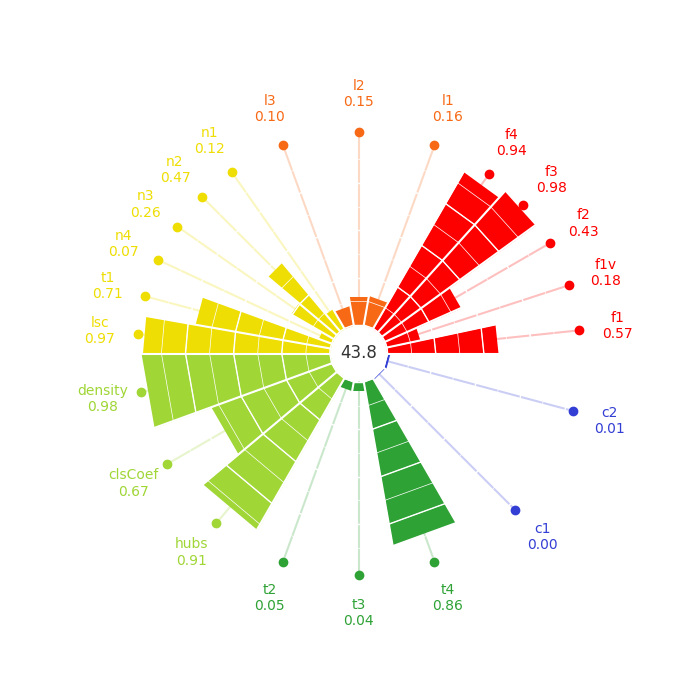 l2
0.15
l3
0.10
l1
0.16
n1
0.12
f4
0.94
n2
0.47
f3
0.98
n3
0.26
f2
0.43
n4
0.07
f1v
0.18
t1
0.71
lsc
0.97
f1
0.57
43.8
density
0.98
c2
0.01
clsCoef
0.67
c1
0.00
hubs
0.91
t2
0.05
t3
0.04
t4
0.86